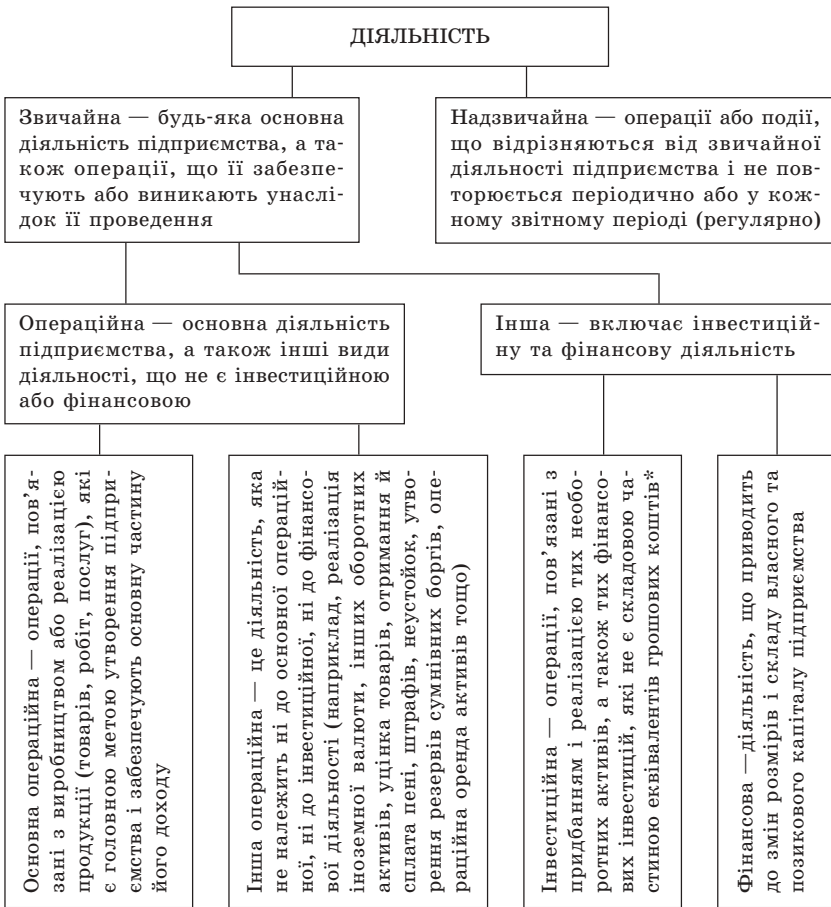 ДІЯЛЬНІСТЬ
Звичайна — будь-яка основна
діяльність підприємства, а та-
кож операції, що її забезпе-
чують або виникають унаслі-
док її проведення
Надзвичайна — операції або події,
що відрізняються від звичайної
діяльності підприємства і не пов-
торюється періодично або у кож-
ному звітному періоді (регулярно)
Операційна — основна діяльність
підприємства, а також інші види
діяльності, що не є інвестиційною
або фінансовою
Інша — включає інвестицій-
ну та фінансову діяльність
Основна операційна — операції, пов’я-
зані з виробництвом або реалізацією
продукції (товарів, робіт, послуг), які
є головною метою утворення підпри-
ємства і забезпечують основну частину
його доходу
Інша операційна — це діяльність, яка
не належить ні до основної операцій-
ної, ні до інвестиційної, ні до фінансо-
вої діяльності (наприклад, реалізація
іноземної валюти, інших оборотних
активів, уцінка товарів, отримання й
сплата пені, штрафів, неустойок, утво-
рення резервів сумнівних боргів, опе-
раційна оренда активів тощо)
Інвестиційна — операції, пов’язані з
придбанням і реалізацією тих необо-
ротних активів, а також тих фінансо-
вих інвестицій, які не є складовою ча-
стиною еквівалентів грошових коштів*
Фінансова —діяльність, що приводить
до змін розмірів і складу власного та
позикового капіталу підприємства